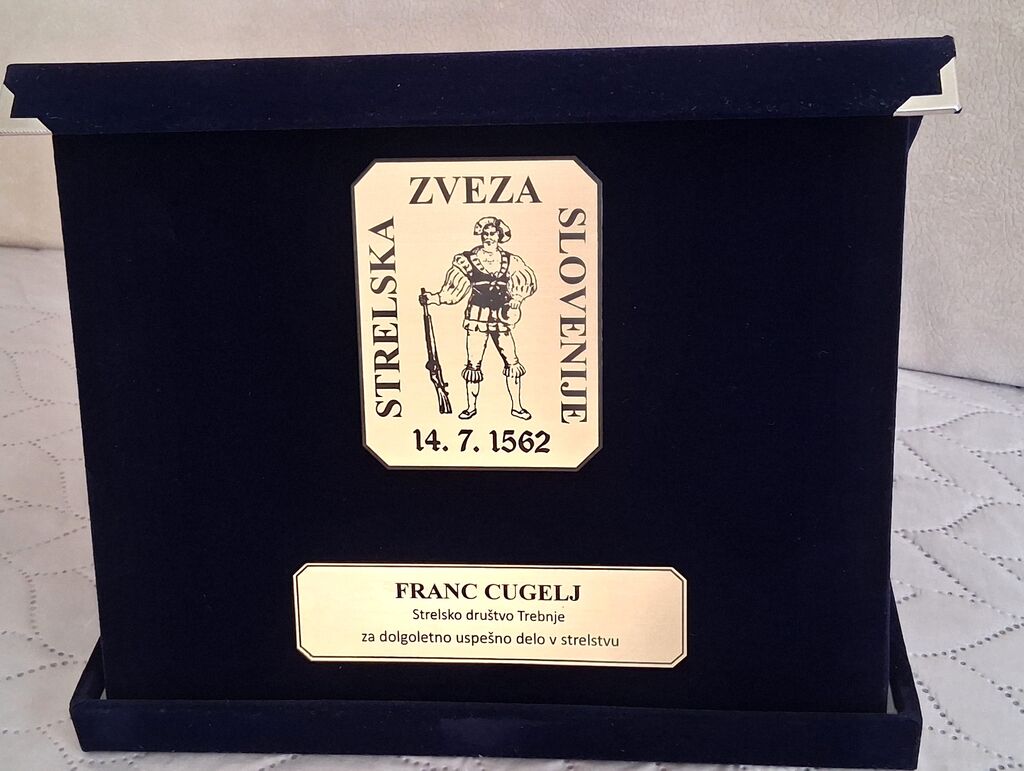 STRELSKA
ZVEZA
SLOVENIJE
14. 7. 1562
FRANC CUGELJ
Strelsko društvo Trebnje
za dolgoletno uspešno delo v strelstvu